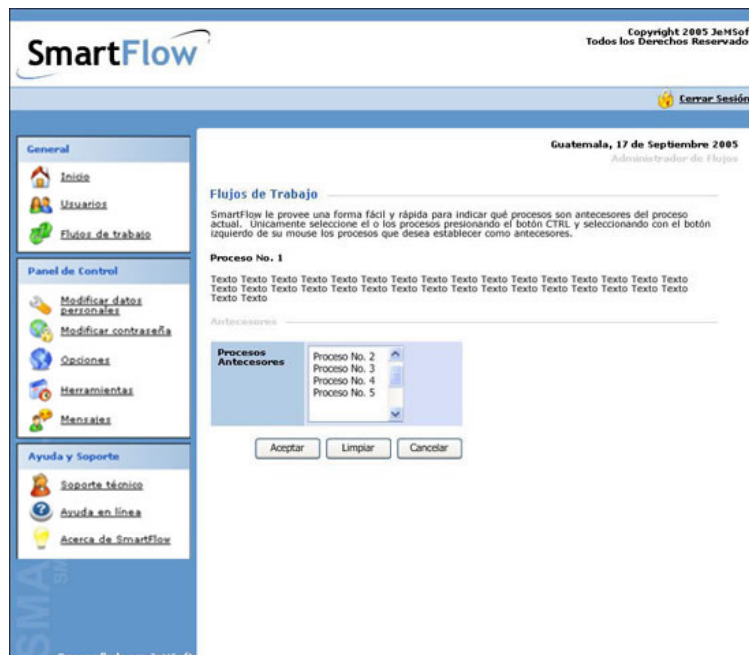 SmartFlow
Copyright 2005 JeMSof
Todos los Derechos Reservado
Cerrar Sesión
Guatemala, 17 de Septiembre 2005
Administrador de Flujos
General
Inicio
Usuarios
Flujos de trabajo
Panel de Control
Modificar datos
personales
Modificar contraseña
Opciones
Herramientas
Mensajes
Ayuda y Soporte
Soporte técnico
Ayuda en línea
Acerca de SmartFlow
Flujos de Trabajo
SmartFlow le provee una forma fácil y rápida para indicar qué procesos son antecesores del proceso
actual. Unicamente seleccione el o los procesos presionando el botón CTRL y seleccionando con el botón
izquierdo de su mouse los procesos que desea establecer como antecesores.
Proceso No. 1
Texto Texto Texto Texto Texto Texto Texto Texto Texto Texto Texto Texto Texto Texto Texto Texto
Texto Texto Texto Texto Texto Texto Texto Texto Texto Texto Texto Texto Texto Texto Texto Texto
Texto Texto
Antecesores
Procesos
Antecesores
Proceso No. 2
Proceso No. 3
Proceso No. 4
Proceso No. 5
Aceptar
Limpiar
Cancelar
SMA
SM